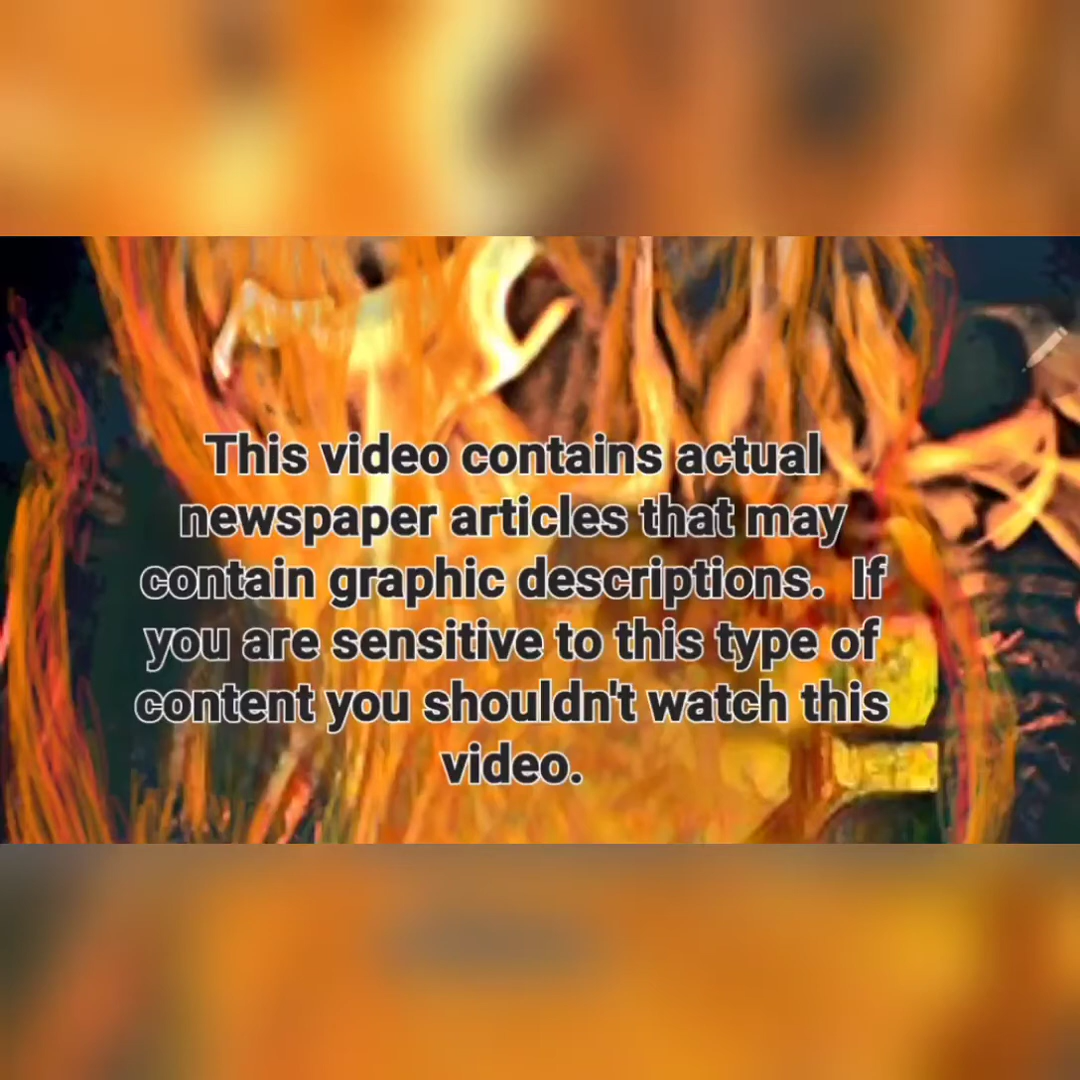 This video contains actual
newspaper articles that may
contain graphic descriptions.  If
you are sensitive to this type of
content you shouldn't watch this
video.